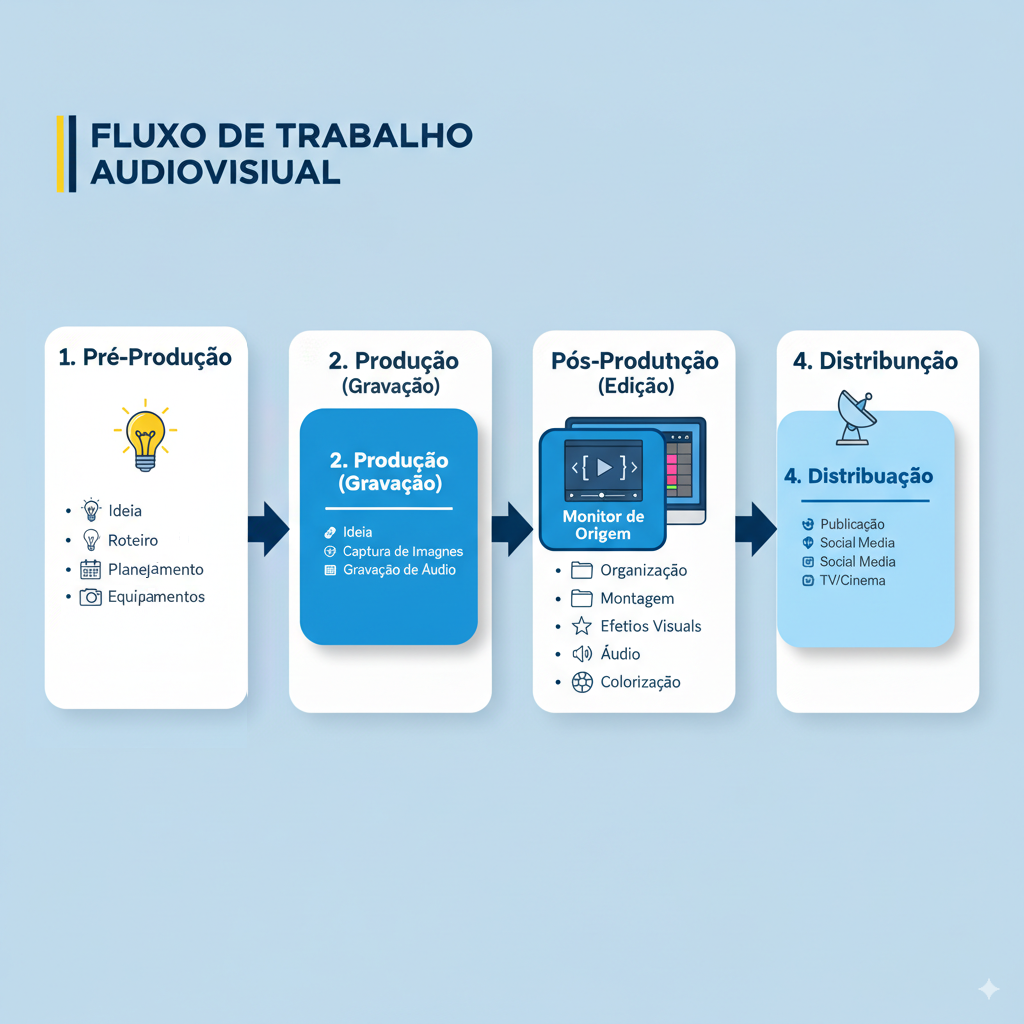 FLUXO DE TRABALHO
AUDIOVISIUAL
1. Pré-Produção
Ideia
Roteiro
Planejamento
Equipamentos
2. Produção
(Gravação)
2. Produção
(Gravação)
Ideia
Captura de Imagnes
Gravação de Áudio
Pós-Produtição
(Edição)
Monitor de
Origem
Organização
Montagem
Efetios Visuals
Áudio
Colorização
4. Distribunção
4. Distribuação
Publicação
Social Media
Social Media
TV/Cinema